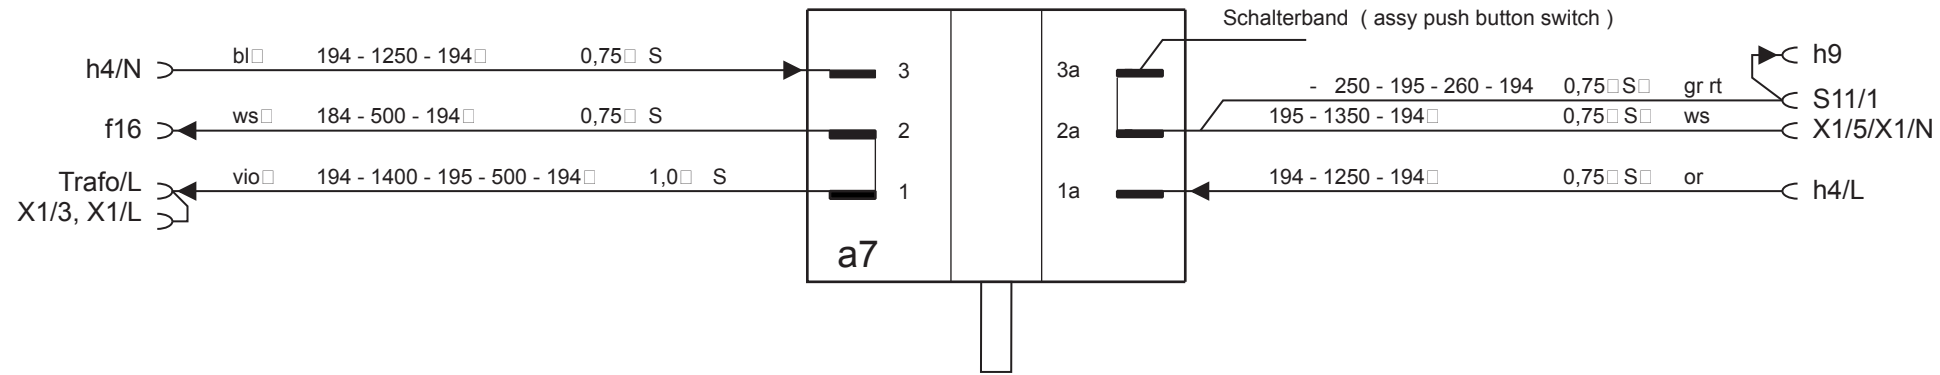 Schalterband ( assy push button switch )
h4/N bl□ 194 - 1250 - 194□ 0,75□ S 3 3a h9
- 250 - 195 - 260 - 194 0,75□S□ gr rt S11/1
f16 ws□ 184 - 500 - 194□ 0,75□ S 2 2a 195 - 1350 - 194□ 0,75□S□ ws X1/5/X1/N
Trafo/L vio□ 194 - 1400 - 195 - 500 - 194□ 1,0□ S 1 1a 194 - 1250 - 194□ 0,75□S□ or h4/L
X1/3, X1/L
a7